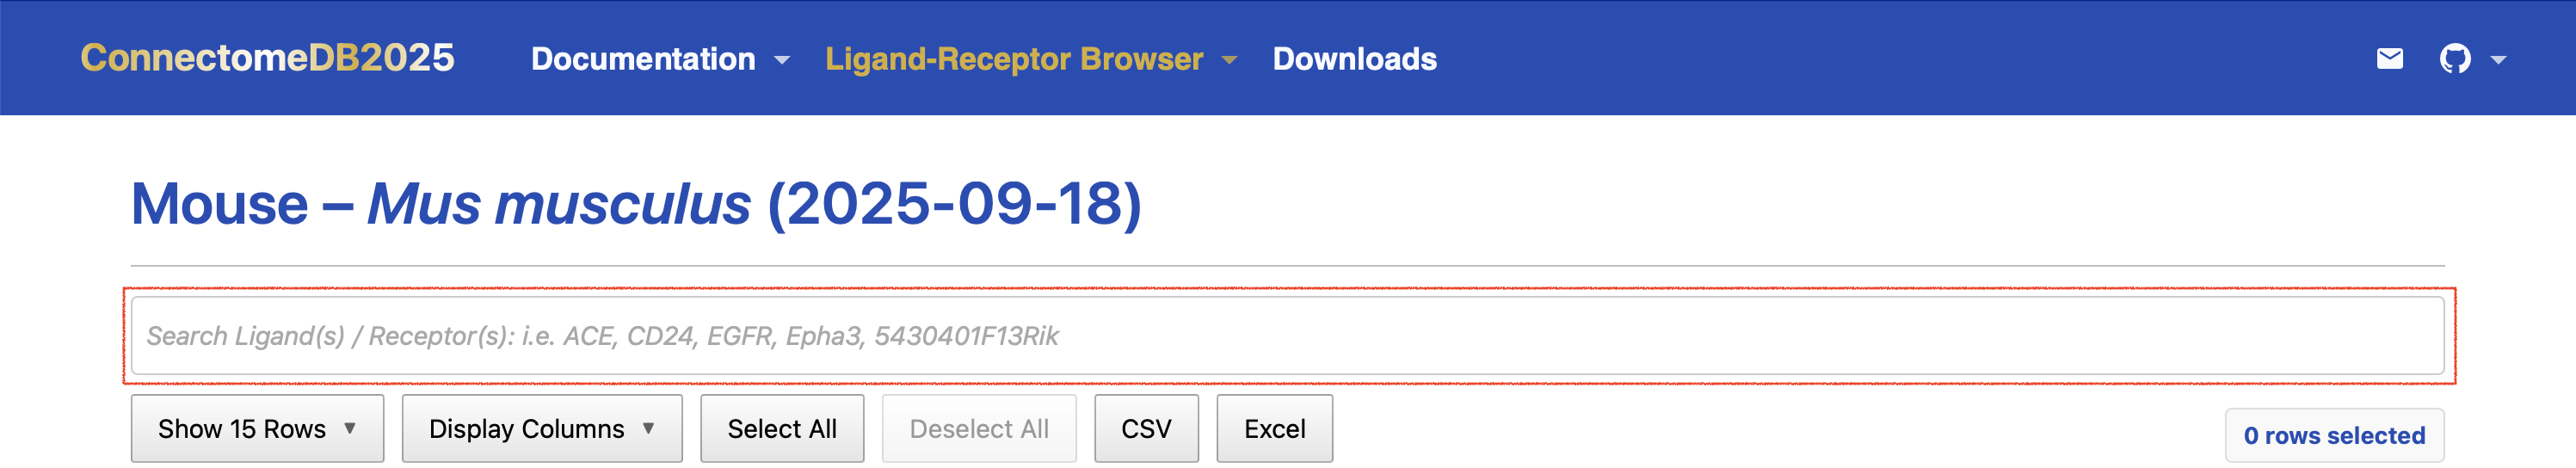 ConnectomeDB2025 Documentation Ligand-Receptor Browser Downloads
Mouse – Mus musculus (2025-09-18)
Search Ligand(s) / Receptor(s): i.e. ACE, CD24, EGFR, Epha3, 5430401F13Rik
Show 15 Rows Display Columns Select All Deselect All CSV Excel 0 rows selected